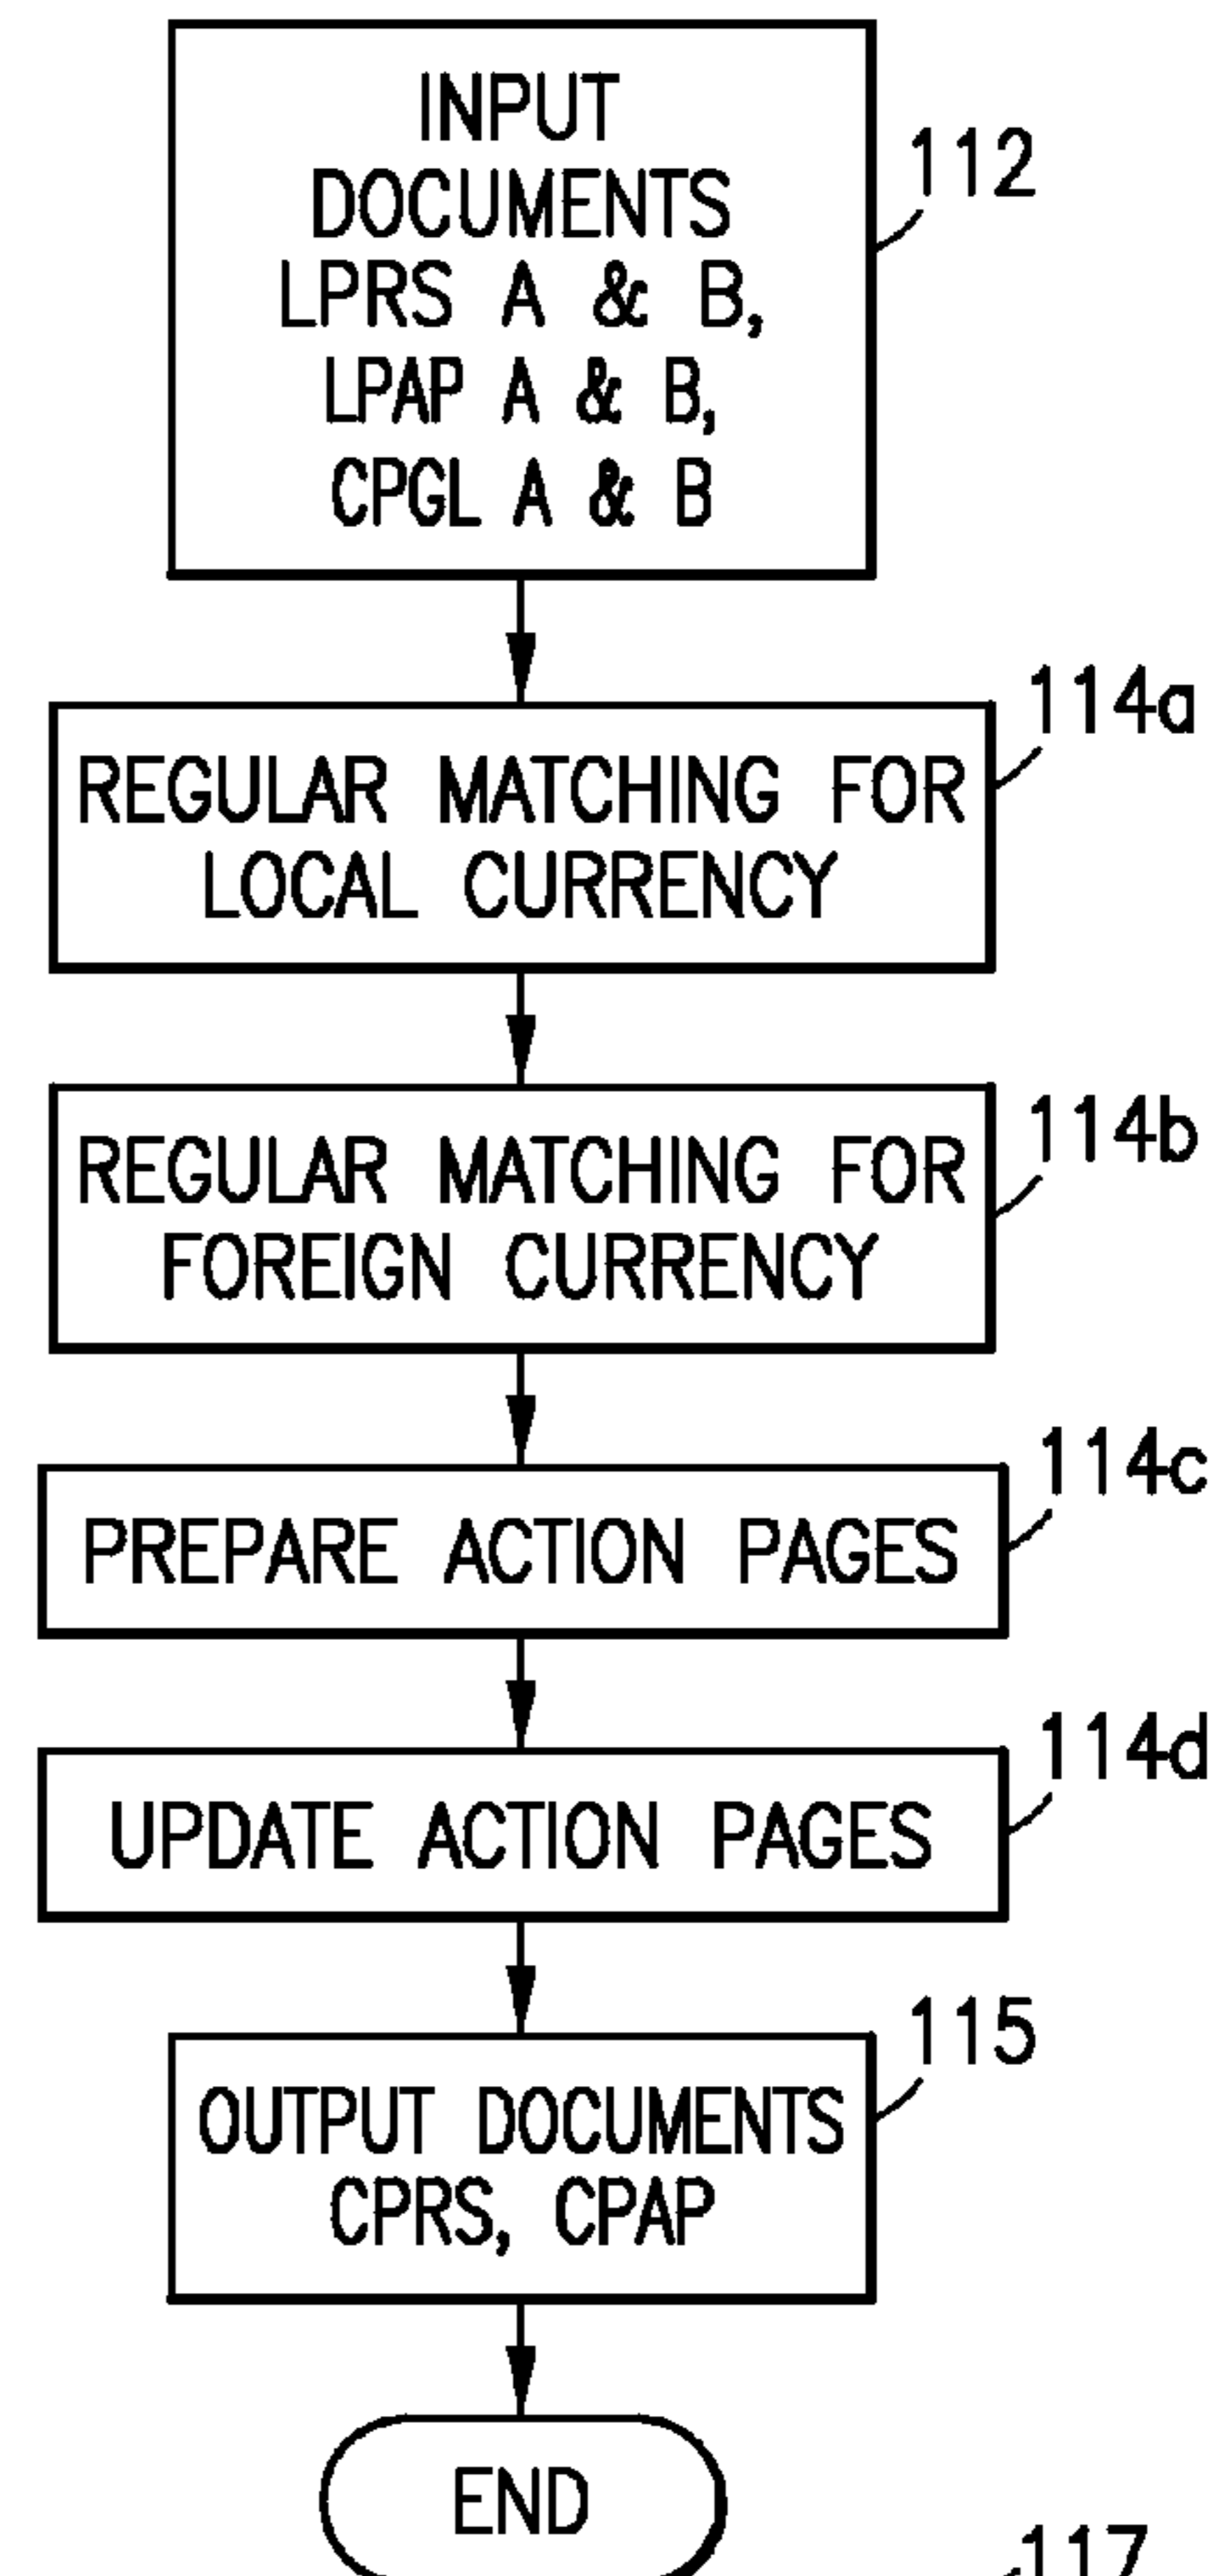 INPUT
DOCUMENTS
LPRS A & B,
LPAP A & B,
CPGL A & B
112
114a
REGULAR MATCHING FOR
LOCAL CURRENCY
114b
REGULAR MATCHING FOR
FOREIGN CURRENCY
114c
PREPARE ACTION PAGES
114d
UPDATE ACTION PAGES
115
OUTPUT DOCUMENTS
CPRS, CPAP
END
117